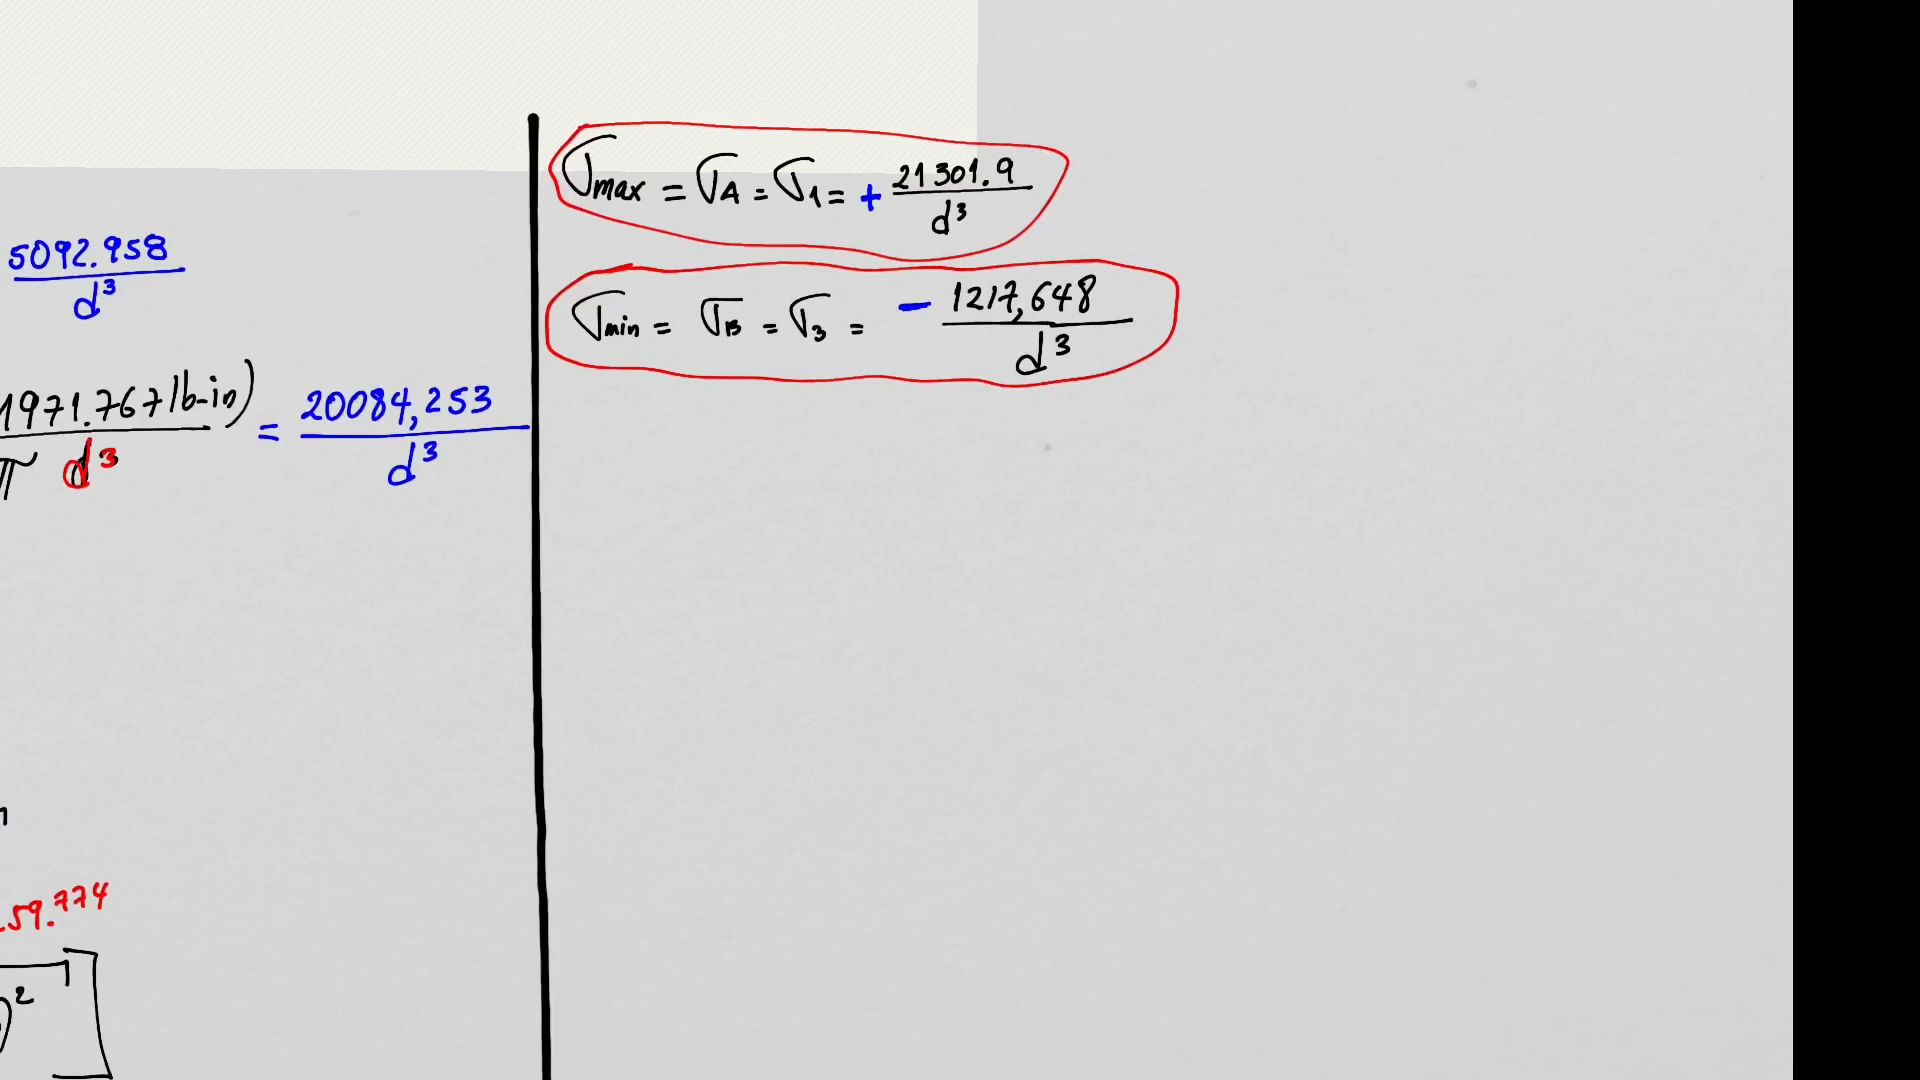 5092.958 / d³
1971.767 lb-in) / π d³ = 20084,253 / d³
59.774
)² ]
σmax = σA = σ1 = + 21301.9 / d³
σmin = σB = σ3 = - 1217,648 / d³